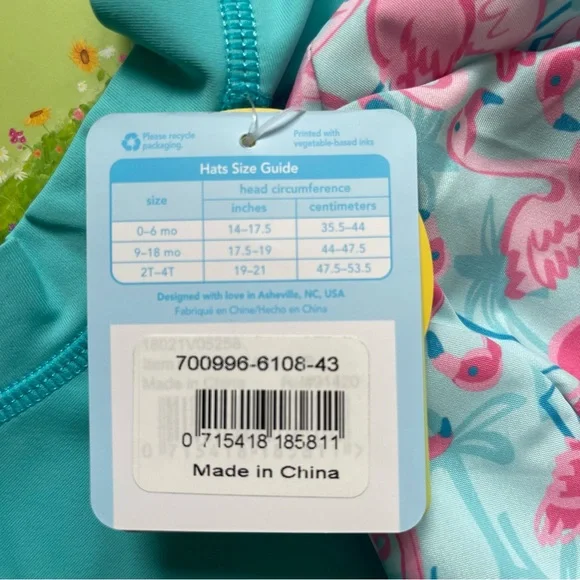 Please recycle packaging.
Printed with vegetable-based inks
Hats Size Guide
size head circumference
inches centimeters
0-6 mo 14-17.5 35.5-44
9-18 mo 17.5-19 44-47.5
2T-4T 19-21 47.5-53.5
Designed with love in Asheville, NC, USA
Fabriqué en Chine/Hecho en China
700996-6108-43
0 715418 185811
Made in China